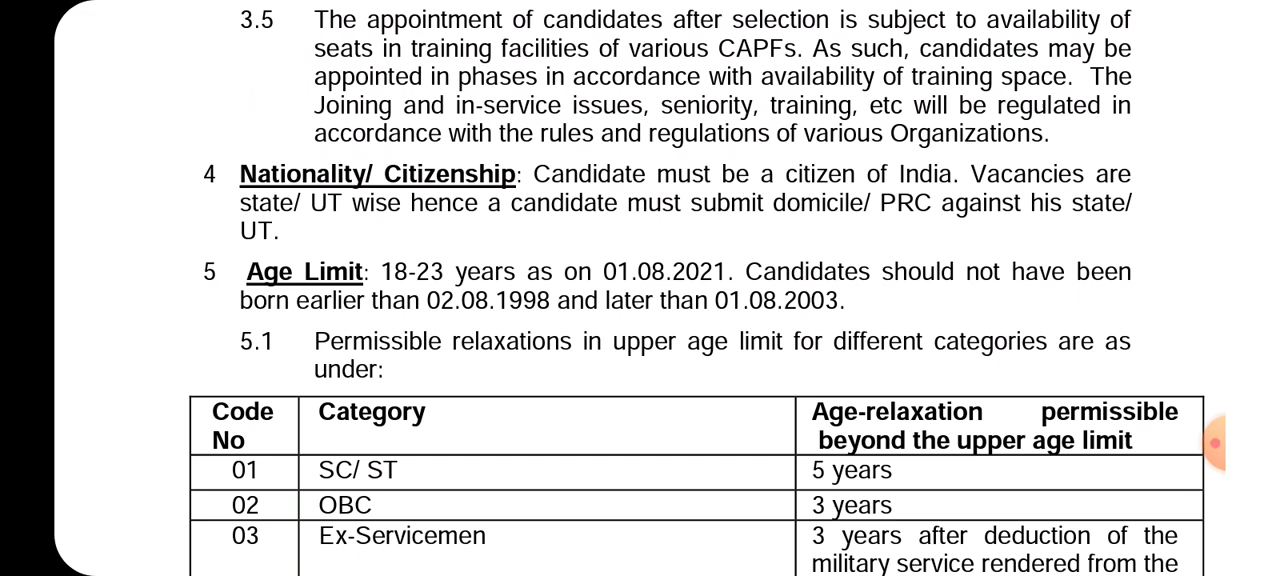 3.5 The appointment of candidates after selection is subject to availability of
seats in training facilities of various CAPFs. As such, candidates may be
appointed in phases in accordance with availability of training space. The
Joining and in-service issues, seniority, training, etc will be regulated in
accordance with the rules and regulations of various Organizations.
4 Nationality/ Citizenship: Candidate must be a citizen of India. Vacancies are
state/ UT wise hence a candidate must submit domicile/ PRC against his state/
UT.
5 Age Limit: 18-23 years as on 01.08.2021. Candidates should not have been
born earlier than 02.08.1998 and later than 01.08.2003.
5.1 Permissible relaxations in upper age limit for different categories are as
under:
Code Category Age-relaxation permissible
No beyond the upper age limit
01 SC/ ST 5 years
02 OBC 3 years
03 Ex-Servicemen 3 years after deduction of the
military service rendered from the